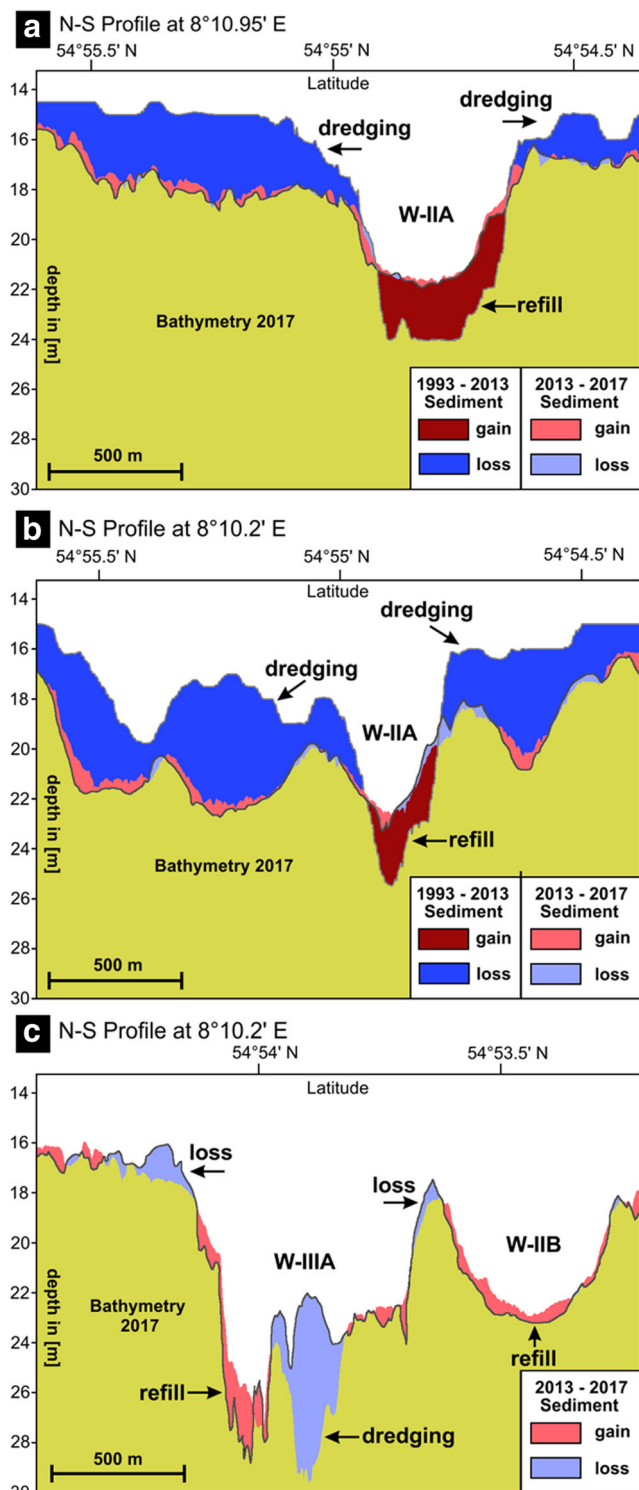 a N-S Profile at 8°10.95' E
54°55.5' N 54°55' N 54°54.5' N
Latitude
14
16
18
20
22
24
26
28
30
depth in [m]
dredging
dredging
W-IIA
refill
Bathymetry 2017
500 m
1993 - 2013 2013 - 2017
Sediment Sediment
gain gain
loss loss
b N-S Profile at 8°10.2' E
54°55.5' N 54°55' N 54°54.5' N
Latitude
14
16
18
20
22
24
26
28
30
depth in [m]
dredging
dredging
W-IIA
refill
Bathymetry 2017
500 m
1993 - 2013 2013 - 2017
Sediment Sediment
gain gain
loss loss
c N-S Profile at 8°10.2' E
54°54' N 54°53.5' N
Latitude
14
16
18
20
22
24
26
28
depth in [m]
loss
loss
W-IIIA
W-IIB
Bathymetry
2017
refill
refill
dredging
500 m
2013 - 2017
Sediment
gain
loss